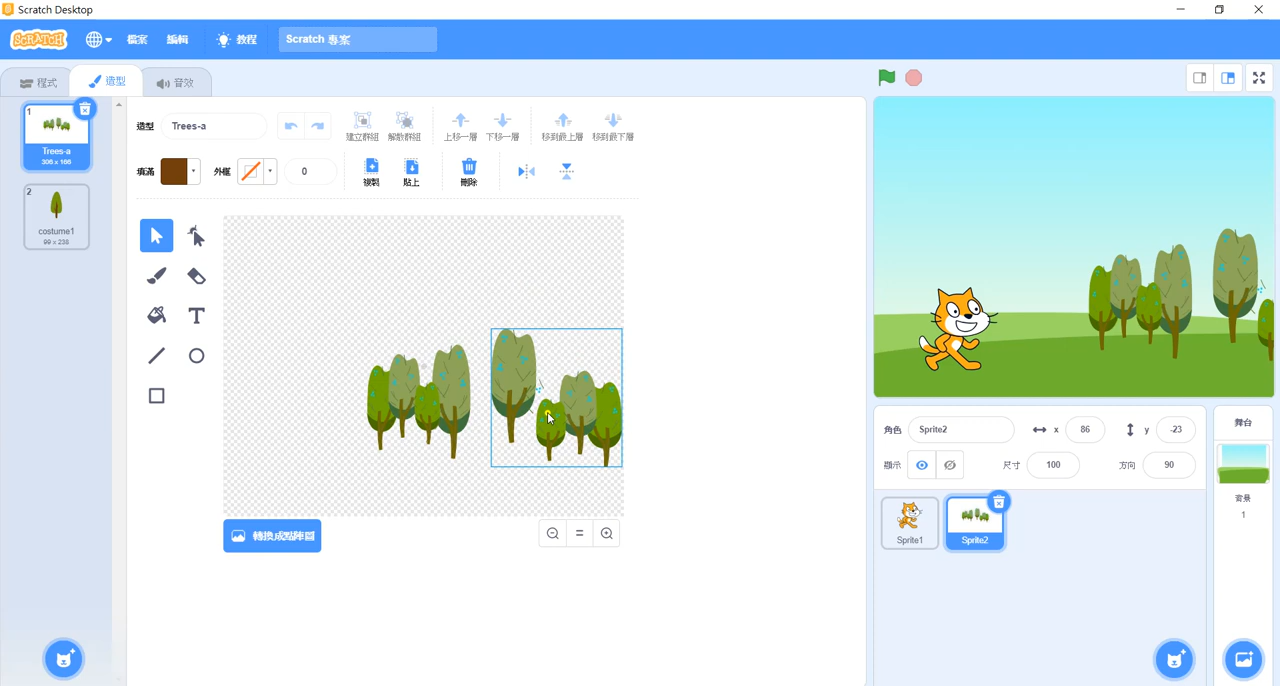 Scratch Desktop
SCRATCH 檔案 編輯 教程 Scratch 專案
程式 造型 音效
1
Trees-a
306 x 166
2
costume1
99 x 238
造型 Trees-a 建立群組 解散群組 上移一層 下移一層 移到最上層 移到最下層
填滿 外框 0 複製 貼上 刪除
T
轉換成點陣圖
角色 Sprite2 x 86 y -23
顯示 尺寸 100 方向 90
Sprite1 Sprite2
舞台
背景
1